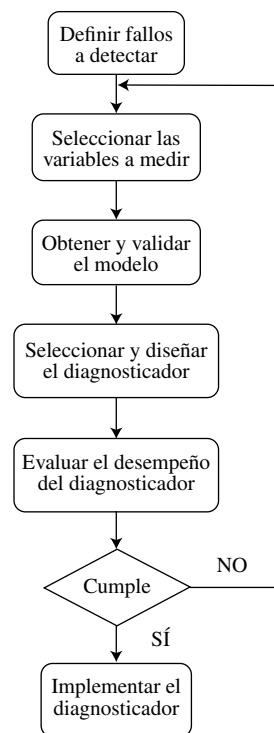 Definir fallos
a detectar
Seleccionar las
variables a medir
Obtener y validar
el modelo
Seleccionar y diseñar
el diagnosticador
Evaluar el desempeño
del diagnosticador
Cumple
NO
SÍ
Implementar el
diagnosticador